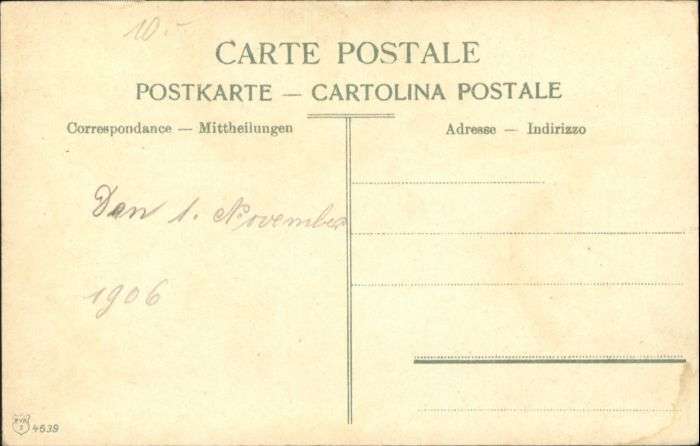 10.-
CARTE POSTALE
POSTKARTE — CARTOLINA POSTALE
Correspondance — Mittheilungen
Adresse — Indirizzo
Den 1. November
1906
4539